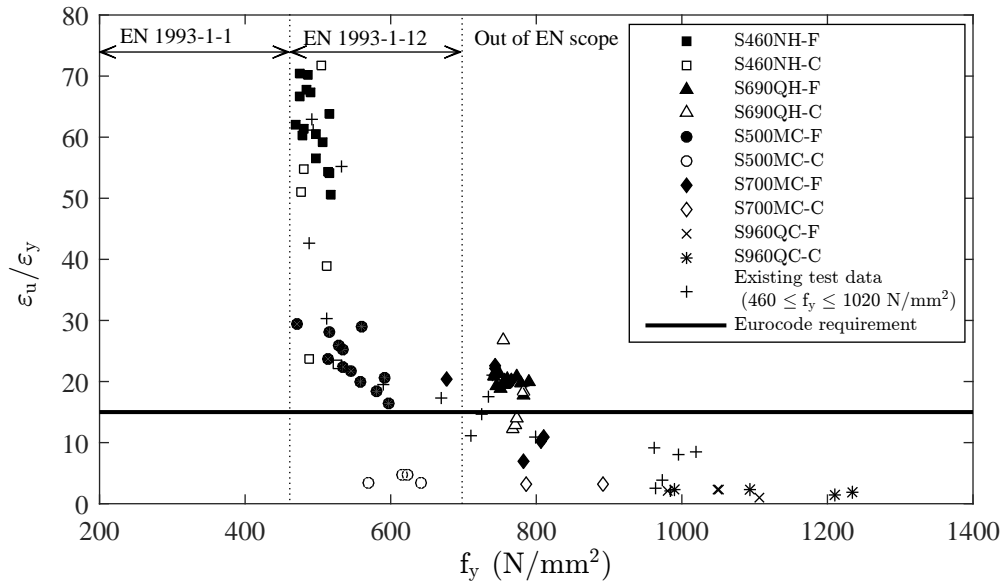 80
70
60
50
40
30
20
10
0
εu/εy
EN 1993-1-1
EN 1993-1-12
Out of EN scope
S460NH-F
S460NH-C
S690QH-F
S690QH-C
S500MC-F
S500MC-C
S700MC-F
S700MC-C
S960QC-F
S960QC-C
Existing test data
(460 ≤ fy ≤ 1020 N/mm²)
Eurocode requirement
200 400 600 800 1000 1200 1400
fy (N/mm²)